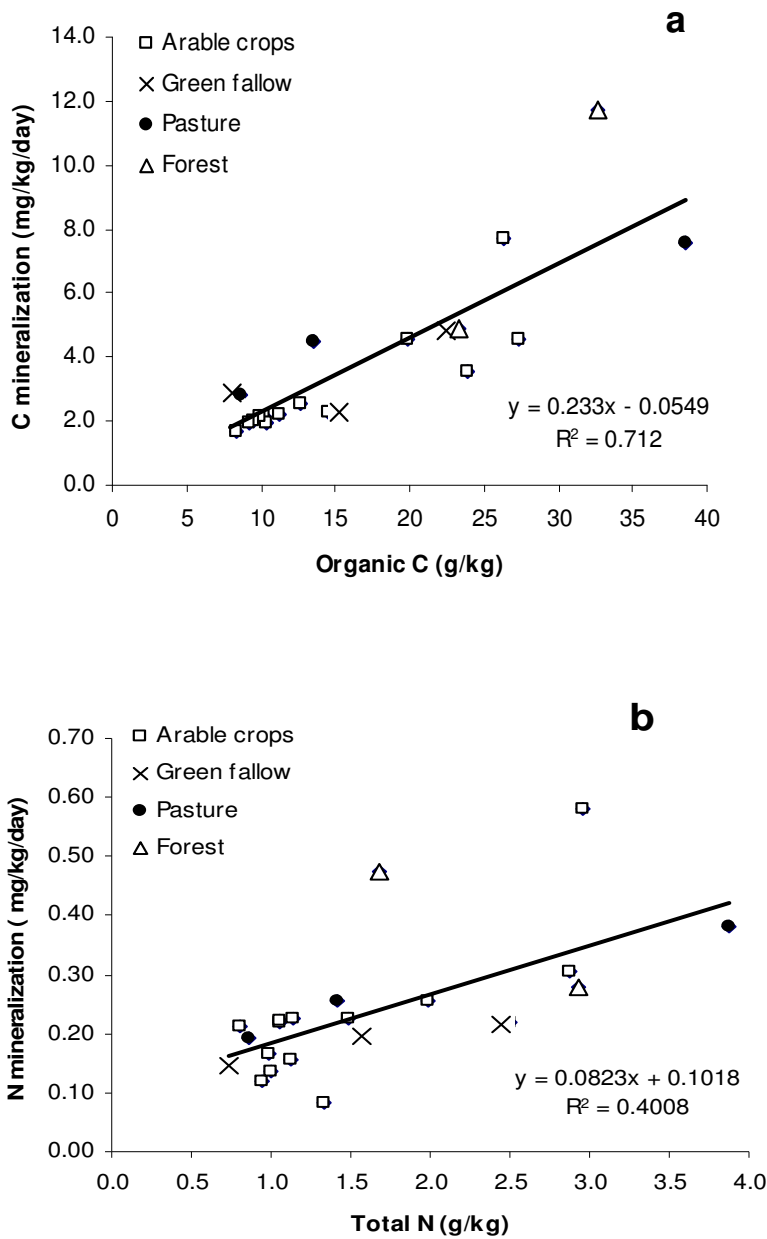 a
14.0
12.0
10.0
8.0
6.0
4.0
2.0
0.0
C mineralization (mg/kg/day)
Arable crops
Green fallow
Pasture
Forest
y = 0.233x - 0.0549
R² = 0.712
0 5 10 15 20 25 30 35 40
Organic C (g/kg)
b
0.70
0.60
0.50
0.40
0.30
0.20
0.10
0.00
N mineralization ( mg/kg/day)
Arable crops
Green fallow
Pasture
Forest
y = 0.0823x + 0.1018
R² = 0.4008
0.0 0.5 1.0 1.5 2.0 2.5 3.0 3.5 4.0
Total N (g/kg)